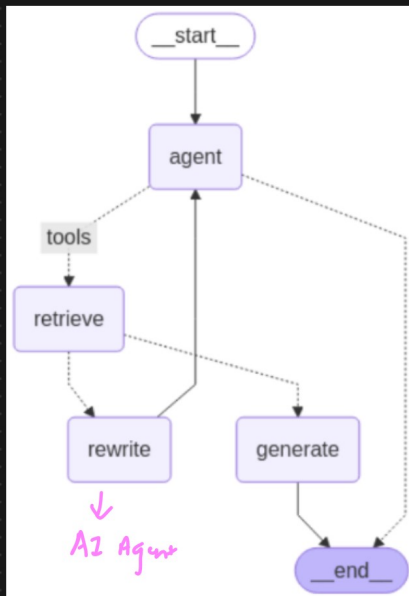 __start__
agent
tools
retrieve
rewrite
generate
AI Agent
__end__